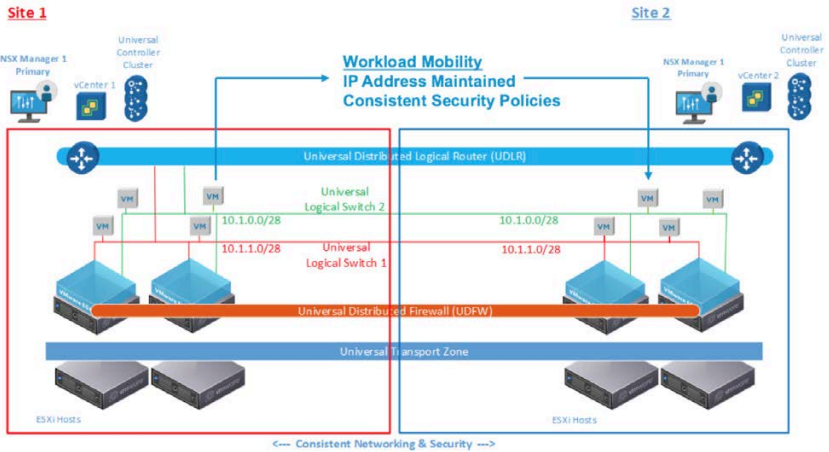 Site 1
Site 2
Universal
Controller
Cluster
NSX Manager 1
Primary
vCenter 1
Workload Mobility
IP Address Maintained
Consistent Security Policies
Universal
Controller
Cluster
NSX Manager 1
Primary
vCenter 2
Universal Distributed Logical Router (UDLR)
VM
VM
VM
VM
Universal
Logical Switch 2
10.1.0.0/28
10.1.0.0/28
VM
VM
VM
VM
10.1.1.0/28
Universal
Logical Switch 1
10.1.1.0/28
Universal Distributed Firewall (UDFW)
Universal Transport Zone
ESXi Hosts
ESXi Hosts
<--- Consistent Networking & Security --->